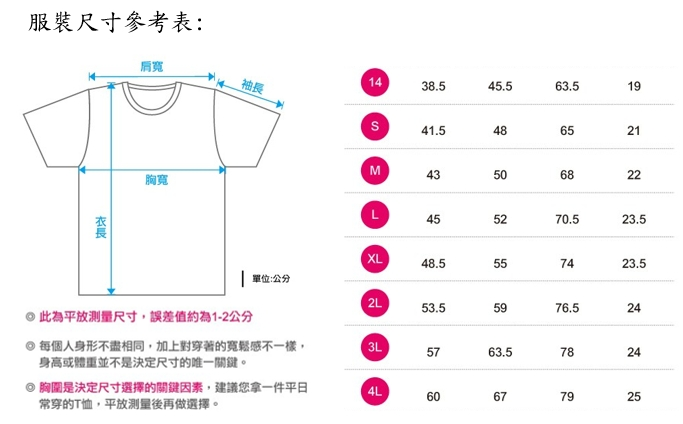 服裝尺寸參考表:
肩寬
袖長
胸寬
衣長
單位:公分
◎ 此為平放測量尺寸，誤差值約為1-2公分
◎ 每個人身形不盡相同，加上對穿著的寬鬆感不一樣，
身高或體重並不是決定尺寸的唯一關鍵。
◎ 胸圍是決定尺寸選擇的關鍵因素，建議您拿一件平日
常穿的T恤，平放測量後再做選擇。
14 38.5 45.5 63.5 19
S 41.5 48 65 21
M 43 50 68 22
L 45 52 70.5 23.5
XL 48.5 55 74 23.5
2L 53.5 59 76.5 24
3L 57 63.5 78 24
4L 60 67 79 25